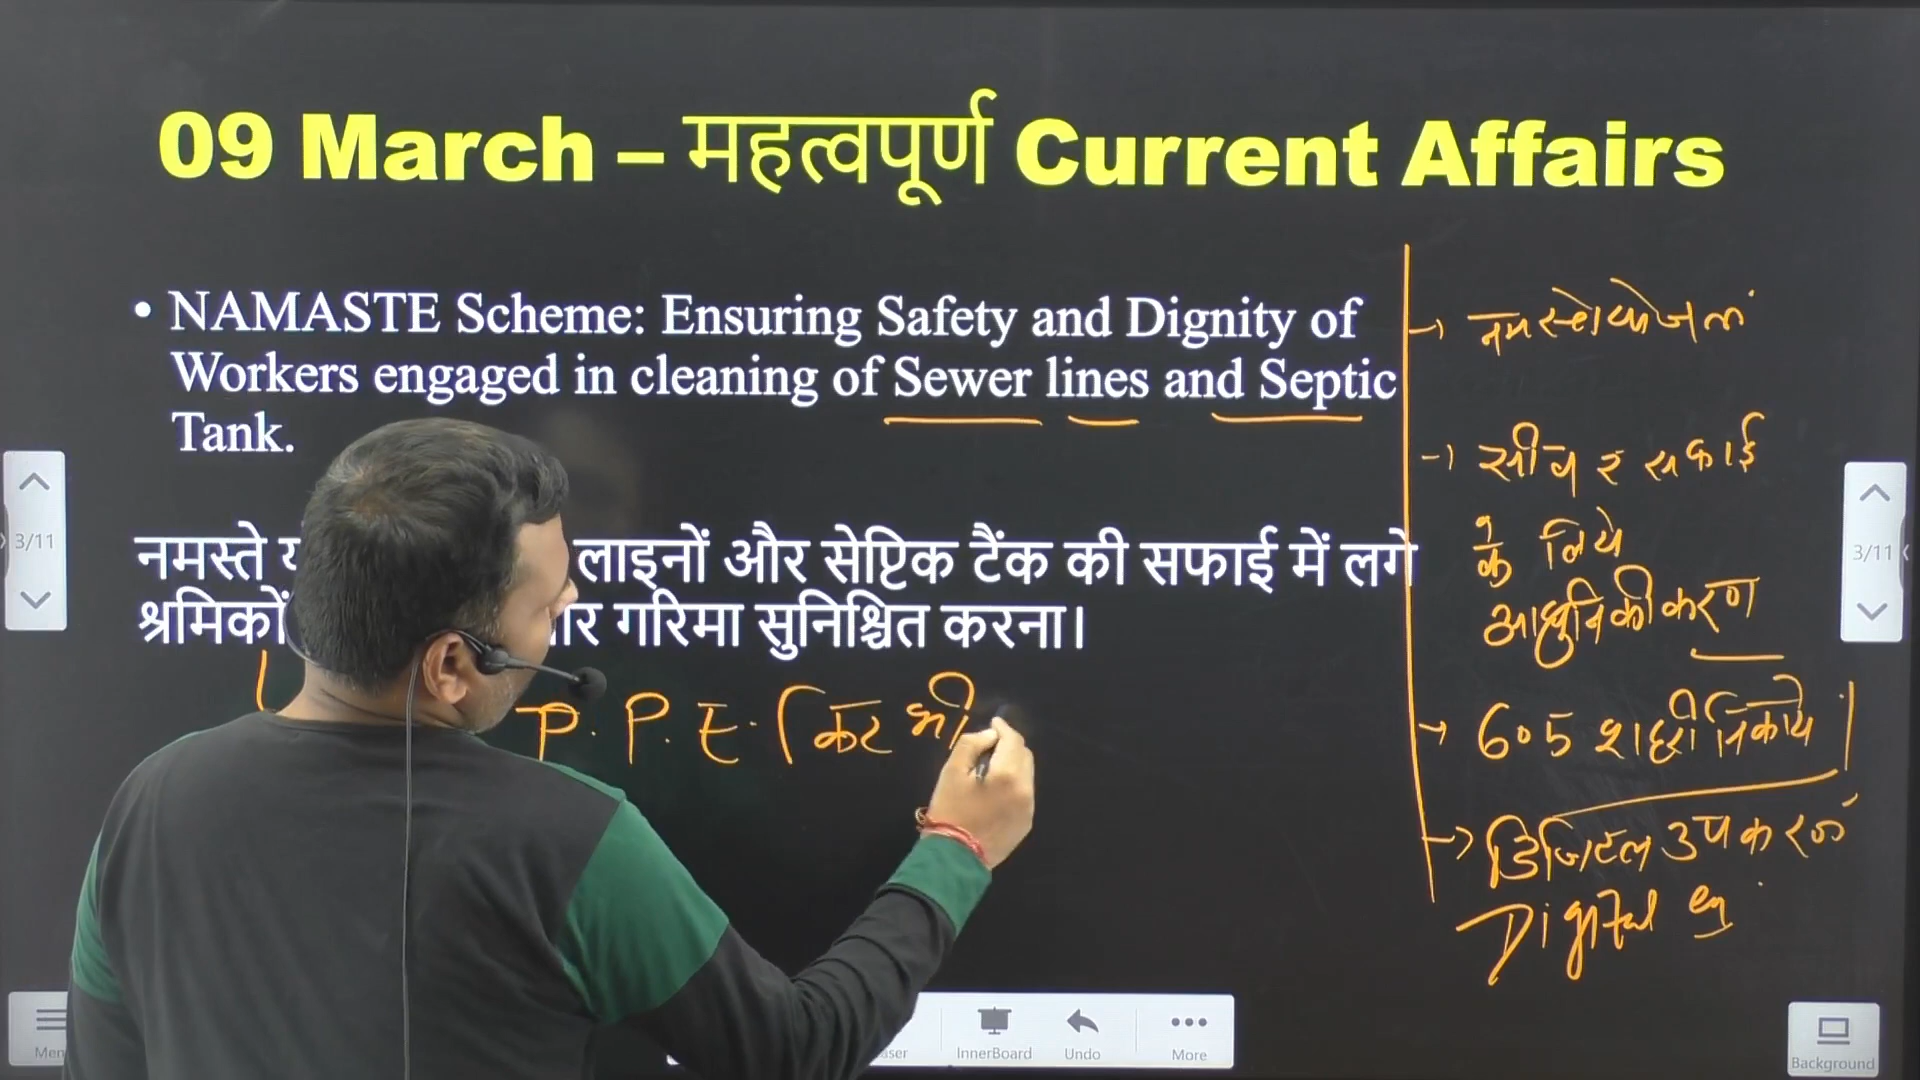 09 March – महत्वपूर्ण Current Affairs
• NAMASTE Scheme: Ensuring Safety and Dignity of
Workers engaged in cleaning of Sewer lines and Septic
Tank.
नमस्ते लाइनों और सेप्टिक टैंक की सफाई में लगे
श्रमिकों गरिमा सुनिश्चित करना।
P.P.E. किट भी
→ नमस्ते योजना
→ सीवर सफाई
के लिये
आधुनिकीकरण
→ 605 शहरी निकाय
→ डिजिटल उपकरण
Digital eq
3/11
3/11
InnerBoard
Undo
More
Background